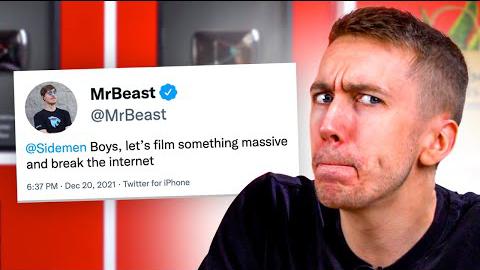 MrBeast
@MrBeast
@Sidemen Boys, let's film something massive
and break the internet
6:37 PM · Dec 20, 2021 · Twitter for iPhone